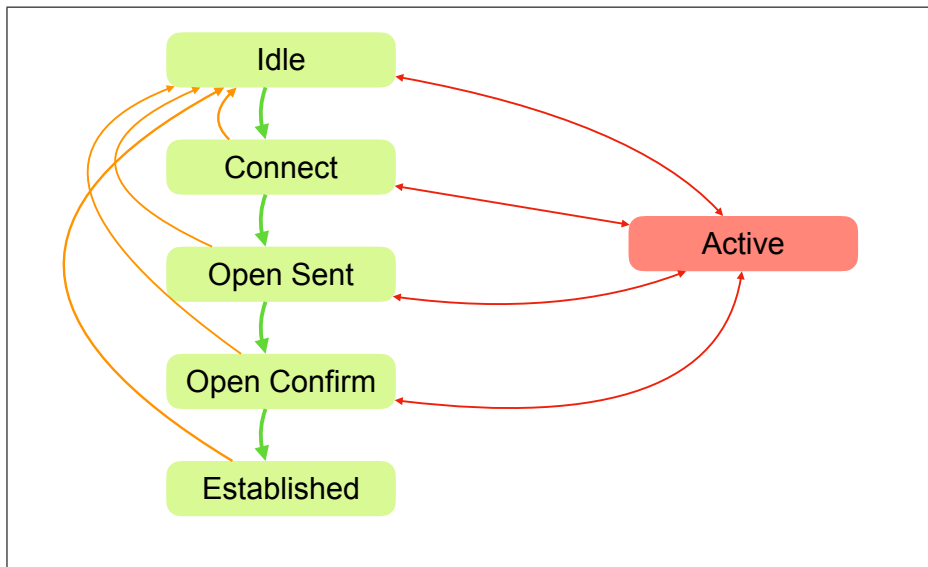 Idle
Connect
Active
Open Sent
Open Confirm
Established